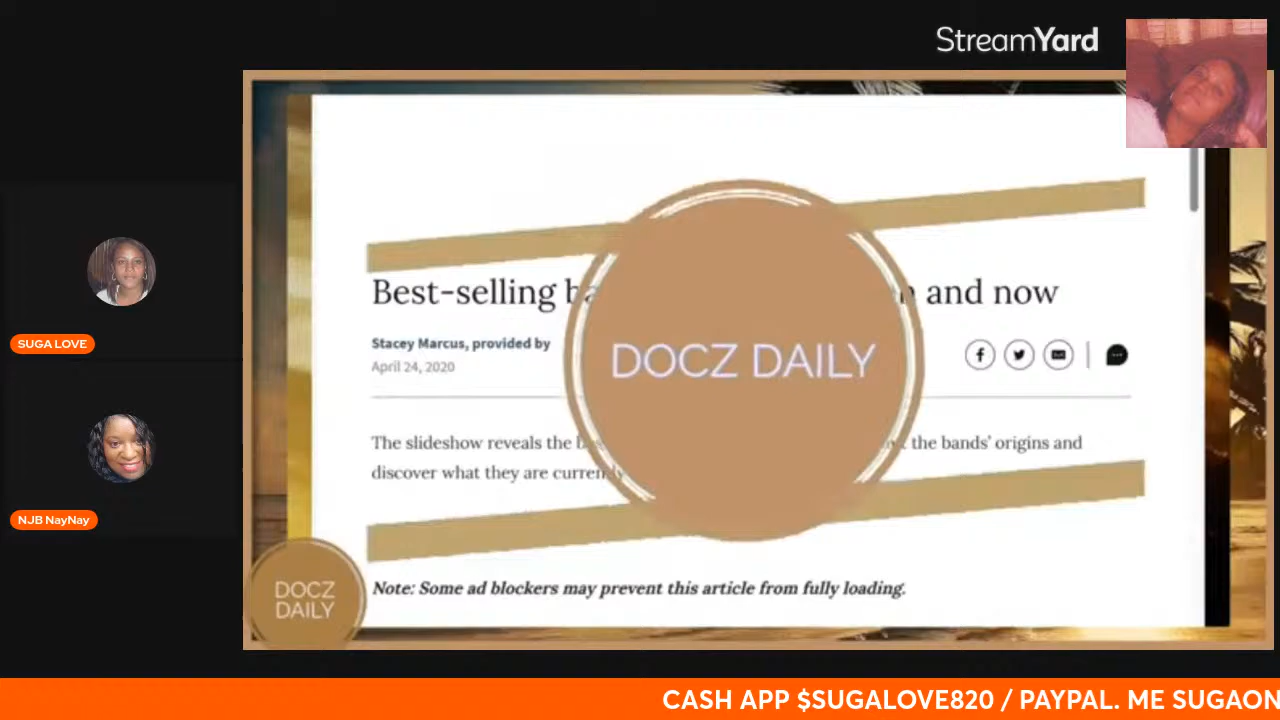 StreamYard
Best-selling and now
Stacey Marcus, provided by
April 24, 2020
DOCZ DAILY
The slideshow reveals the the bands' origins and
discover what they are currently
Note: Some ad blockers may prevent this article from fully loading.
DOCZ
DAILY
SUGA LOVE
NJB NayNay
CASH APP $SUGALOVE820 / PAYPAL. ME SUGAON